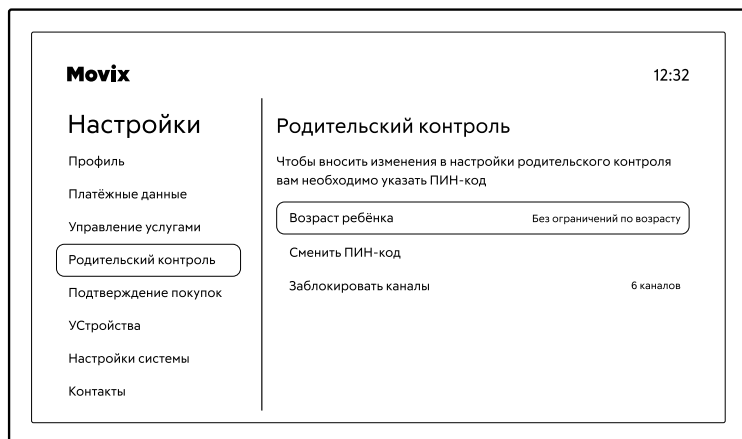 Movix
12:32
Настройки
Профиль
Платёжные данные
Управление услугами
Родительский контроль
Подтверждение покупок
УСтройства
Настройки системы
Контакты
Родительский контроль
Чтобы вносить изменения в настройки родительского контроля
вам необходимо указать ПИН-код
Возраст ребёнка Без ограничений по возрасту
Сменить ПИН-код
Заблокировать каналы 6 каналов